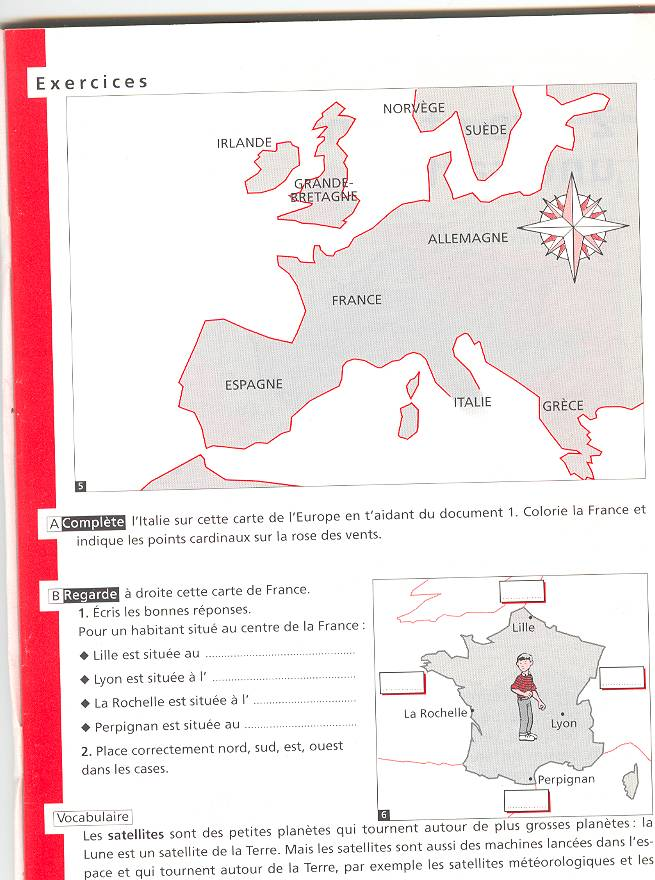 Exercices
NORVÈGE
SUÈDE
IRLANDE
GRANDE-
BRETAGNE
ALLEMAGNE
FRANCE
ESPAGNE
ITALIE
GRÈCE
5
A Complète l'Italie sur cette carte de l'Europe en t'aidant du document 1. Colorie la France et
indique les points cardinaux sur la rose des vents.
B Regarde à droite cette carte de France.
1. Écris les bonnes réponses.
Pour un habitant situé au centre de la France :
◆ Lille est située au ........................................
◆ Lyon est située à l' ......................................
◆ La Rochelle est située à l' ............................
◆ Perpignan est située au ..............................
2. Place correctement nord, sud, est, ouest
dans les cases.
Lille
La Rochelle
Lyon
Perpignan
6
Vocabulaire
Les satellites sont des petites planètes qui tournent autour de plus grosses planètes : la
Lune est un satellite de la Terre. Mais les satellites sont aussi des machines lancées dans l'es-
pace et qui tournent autour de la Terre, par exemple les satellites météorologiques et les